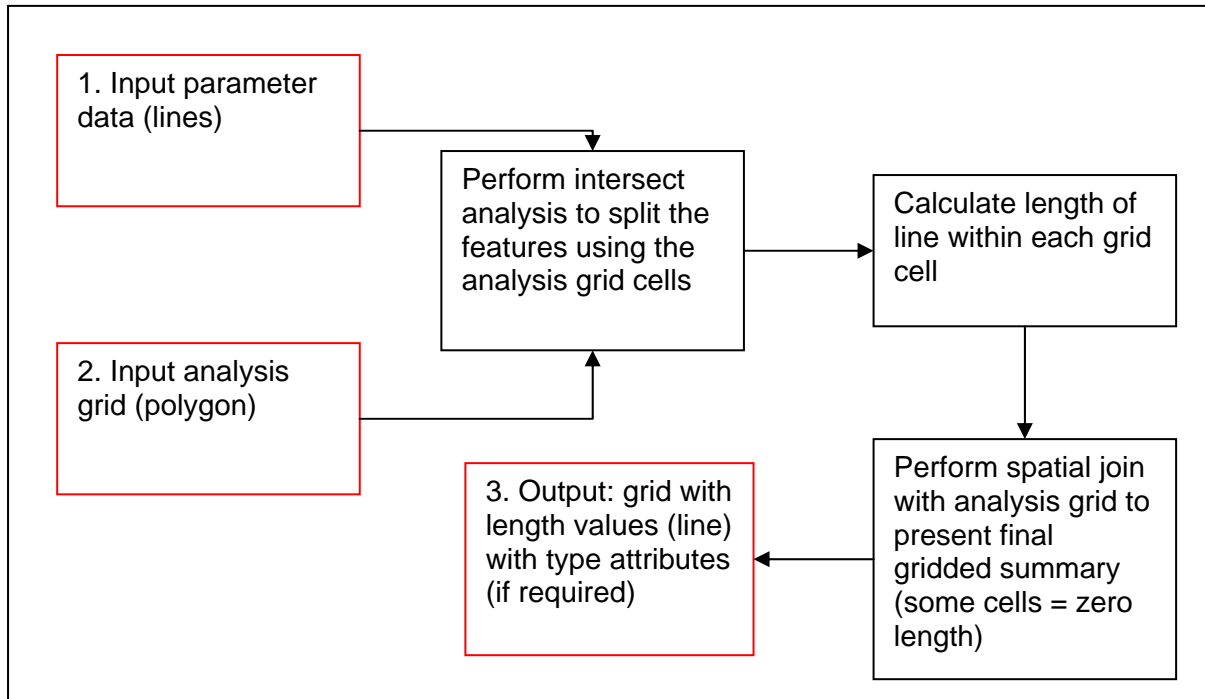 1. Input parameter
data (lines)
2. Input analysis
grid (polygon)
Perform intersect
analysis to split the
features using the
analysis grid cells
Calculate length of
line within each grid
cell
Perform spatial join
with analysis grid to
present final
gridded summary
(some cells = zero
length)
3. Output: grid with
length values (line)
with type attributes
(if required)